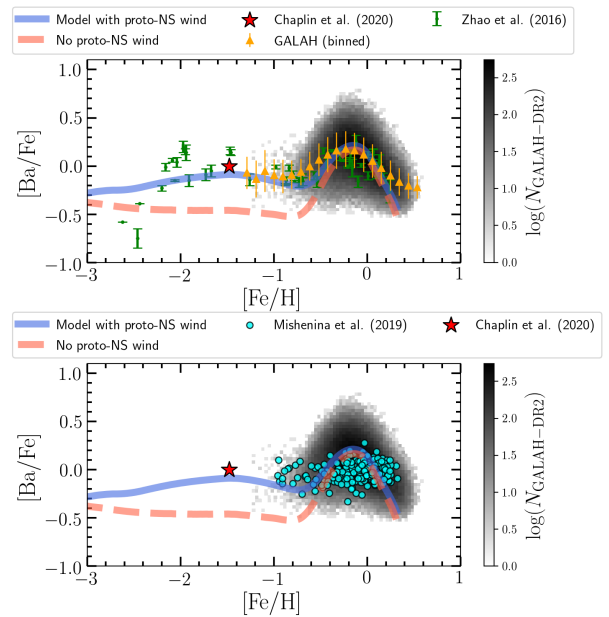 Model with proto-NS wind
Chaplin et al. (2020)
Zhao et al. (2016)
No proto-NS wind
GALAH (binned)
1.0
0.5
0.0
−0.5
−1.0
[Ba/Fe]
−3
−2
−1
0
1
[Fe/H]
2.5
2.0
1.5
1.0
0.5
0.0
log(N_GALAH−DR2)
Model with proto-NS wind
Mishenina et al. (2019)
Chaplin et al. (2020)
No proto-NS wind
1.0
0.5
0.0
−0.5
−1.0
[Ba/Fe]
−3
−2
−1
0
1
[Fe/H]
2.5
2.0
1.5
1.0
0.5
0.0
log(N_GALAH−DR2)